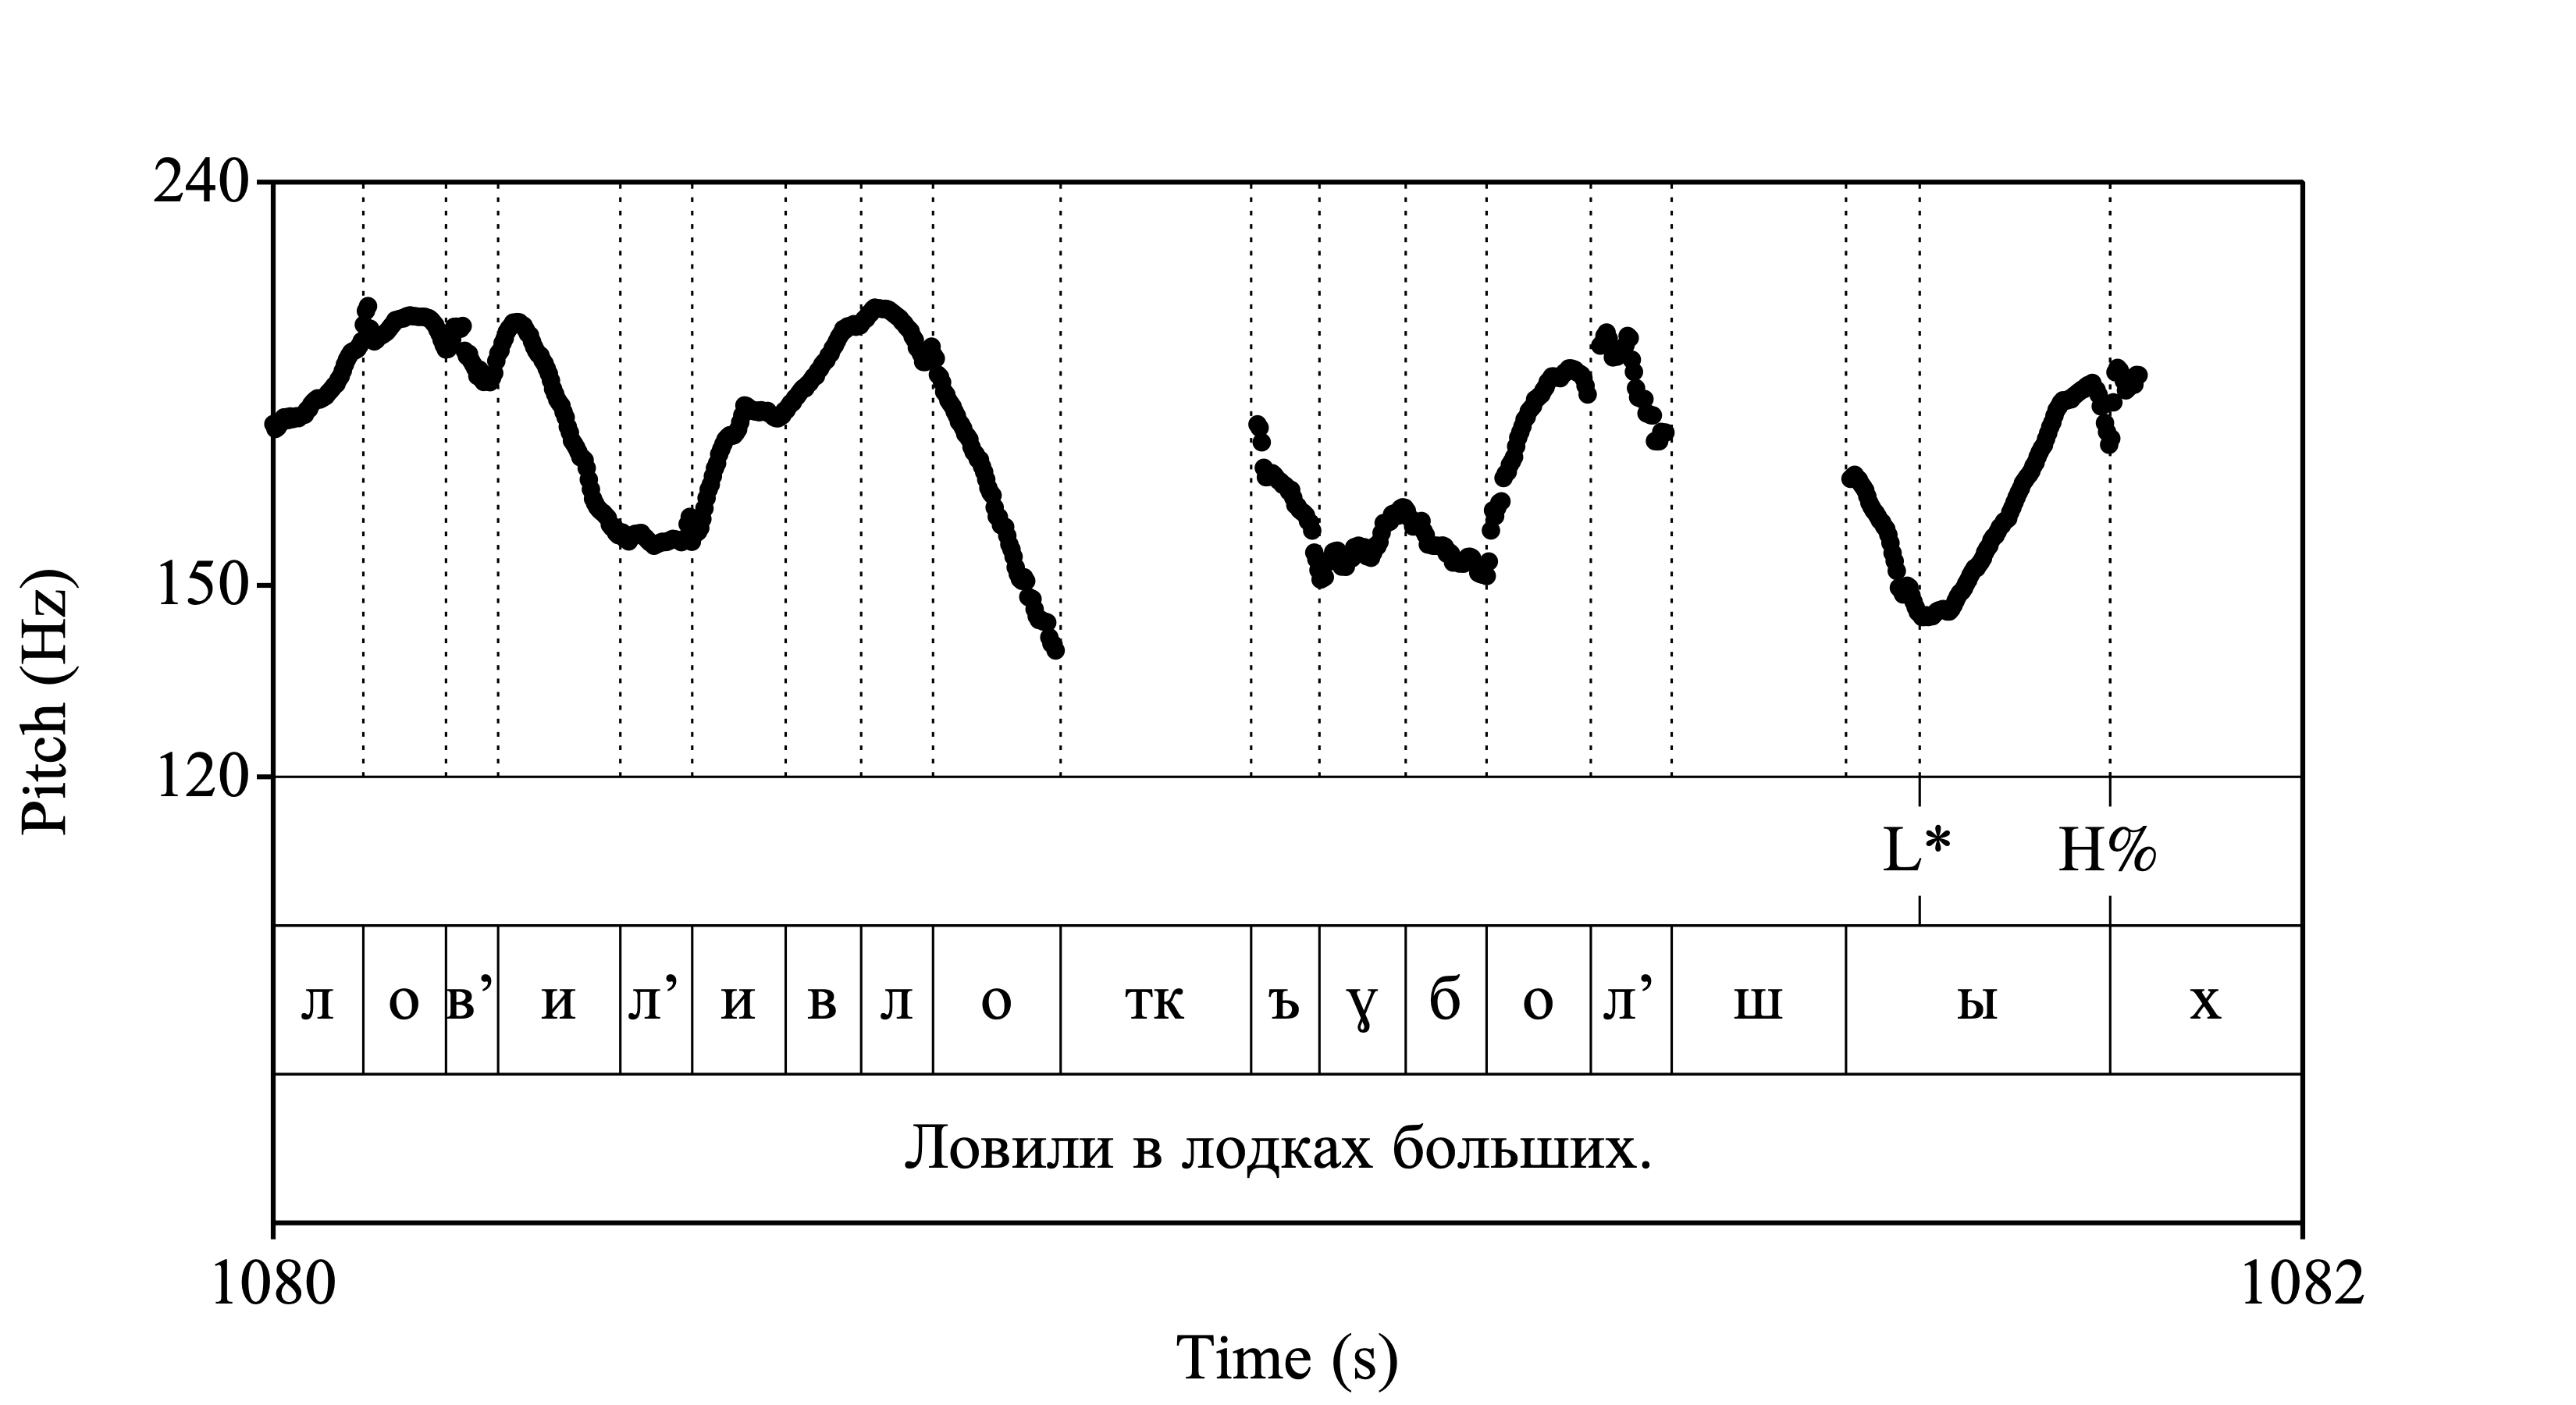 240
150
120
Pitch (Hz)
L* H%
л о в’ и л’ и в л о тк ъ ɣ б о л’ ш ы х
Ловили в лодках больших.
1080 1082
Time (s)